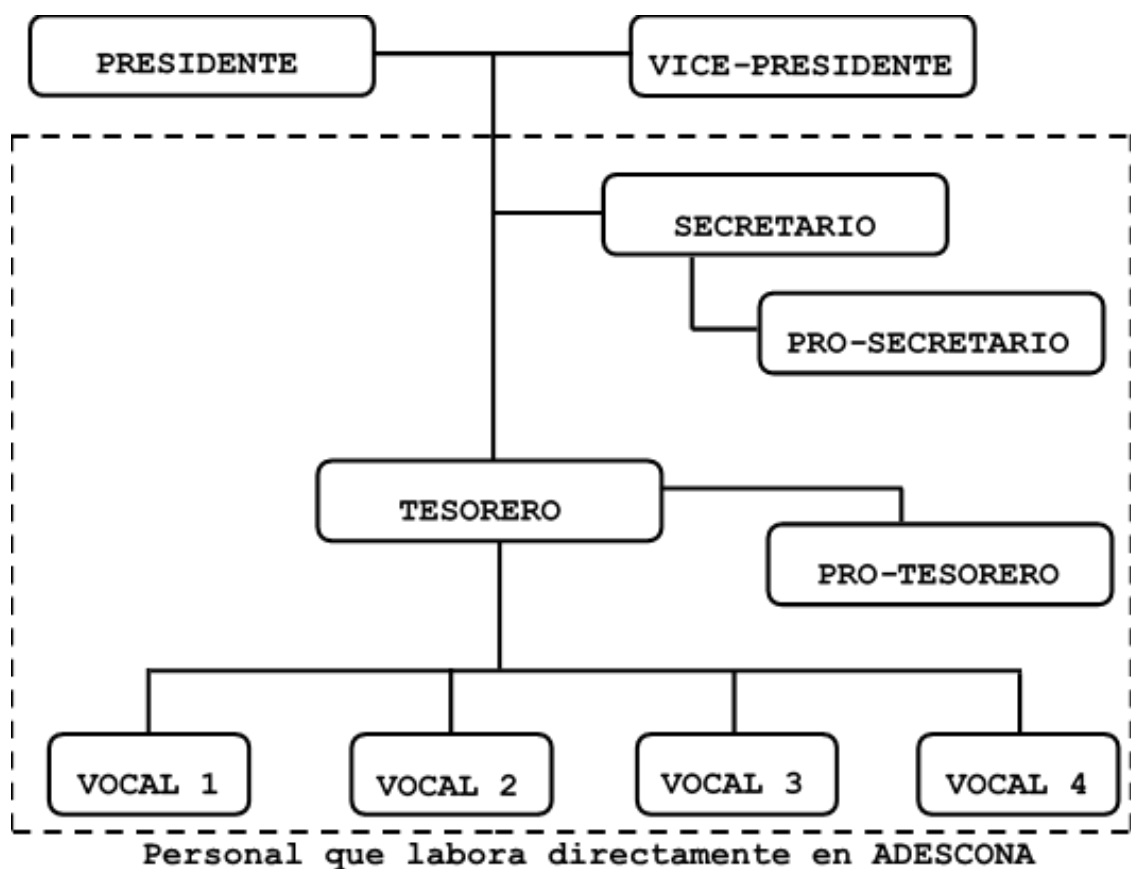 PRESIDENTE
VICE-PRESIDENTE
SECRETARIO
PRO-SECRETARIO
TESORERO
PRO-TESORERO
VOCAL 1
VOCAL 2
VOCAL 3
VOCAL 4
Personal que labora directamente en ADESCONA